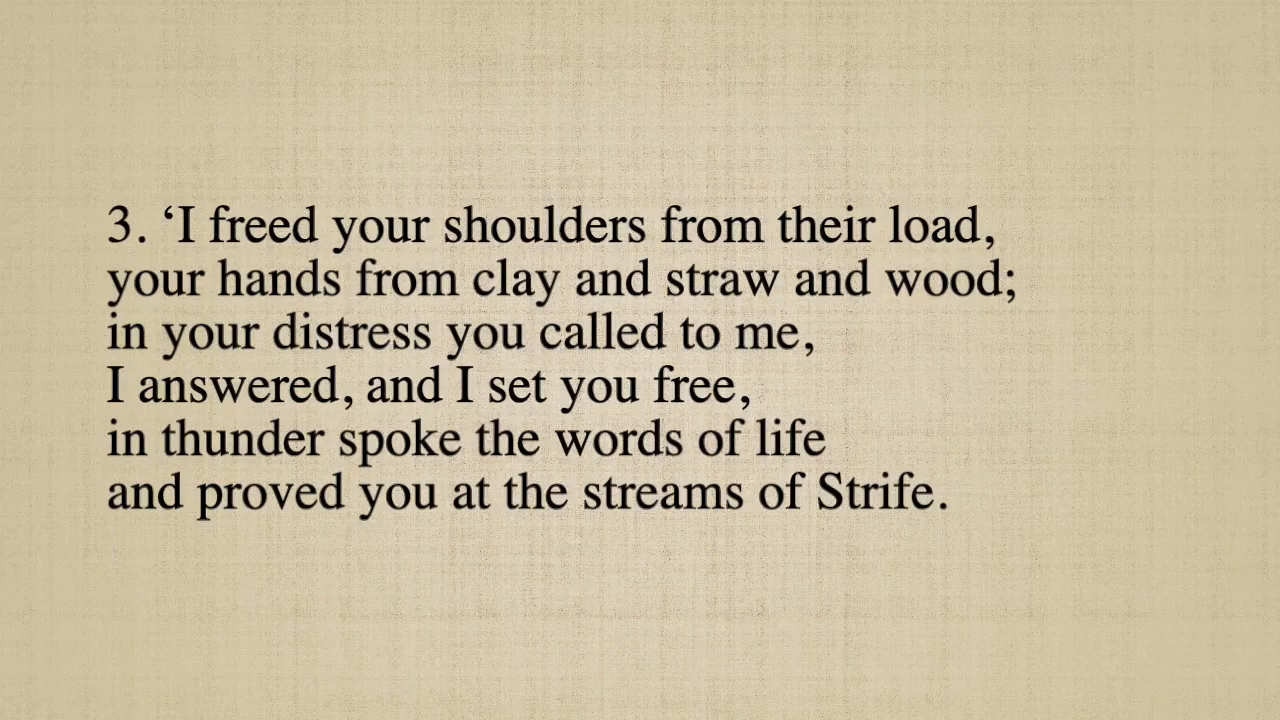 3. ‘I freed your shoulders from their load,
your hands from clay and straw and wood;
in your distress you called to me,
I answered, and I set you free,
in thunder spoke the words of life
and proved you at the streams of Strife.